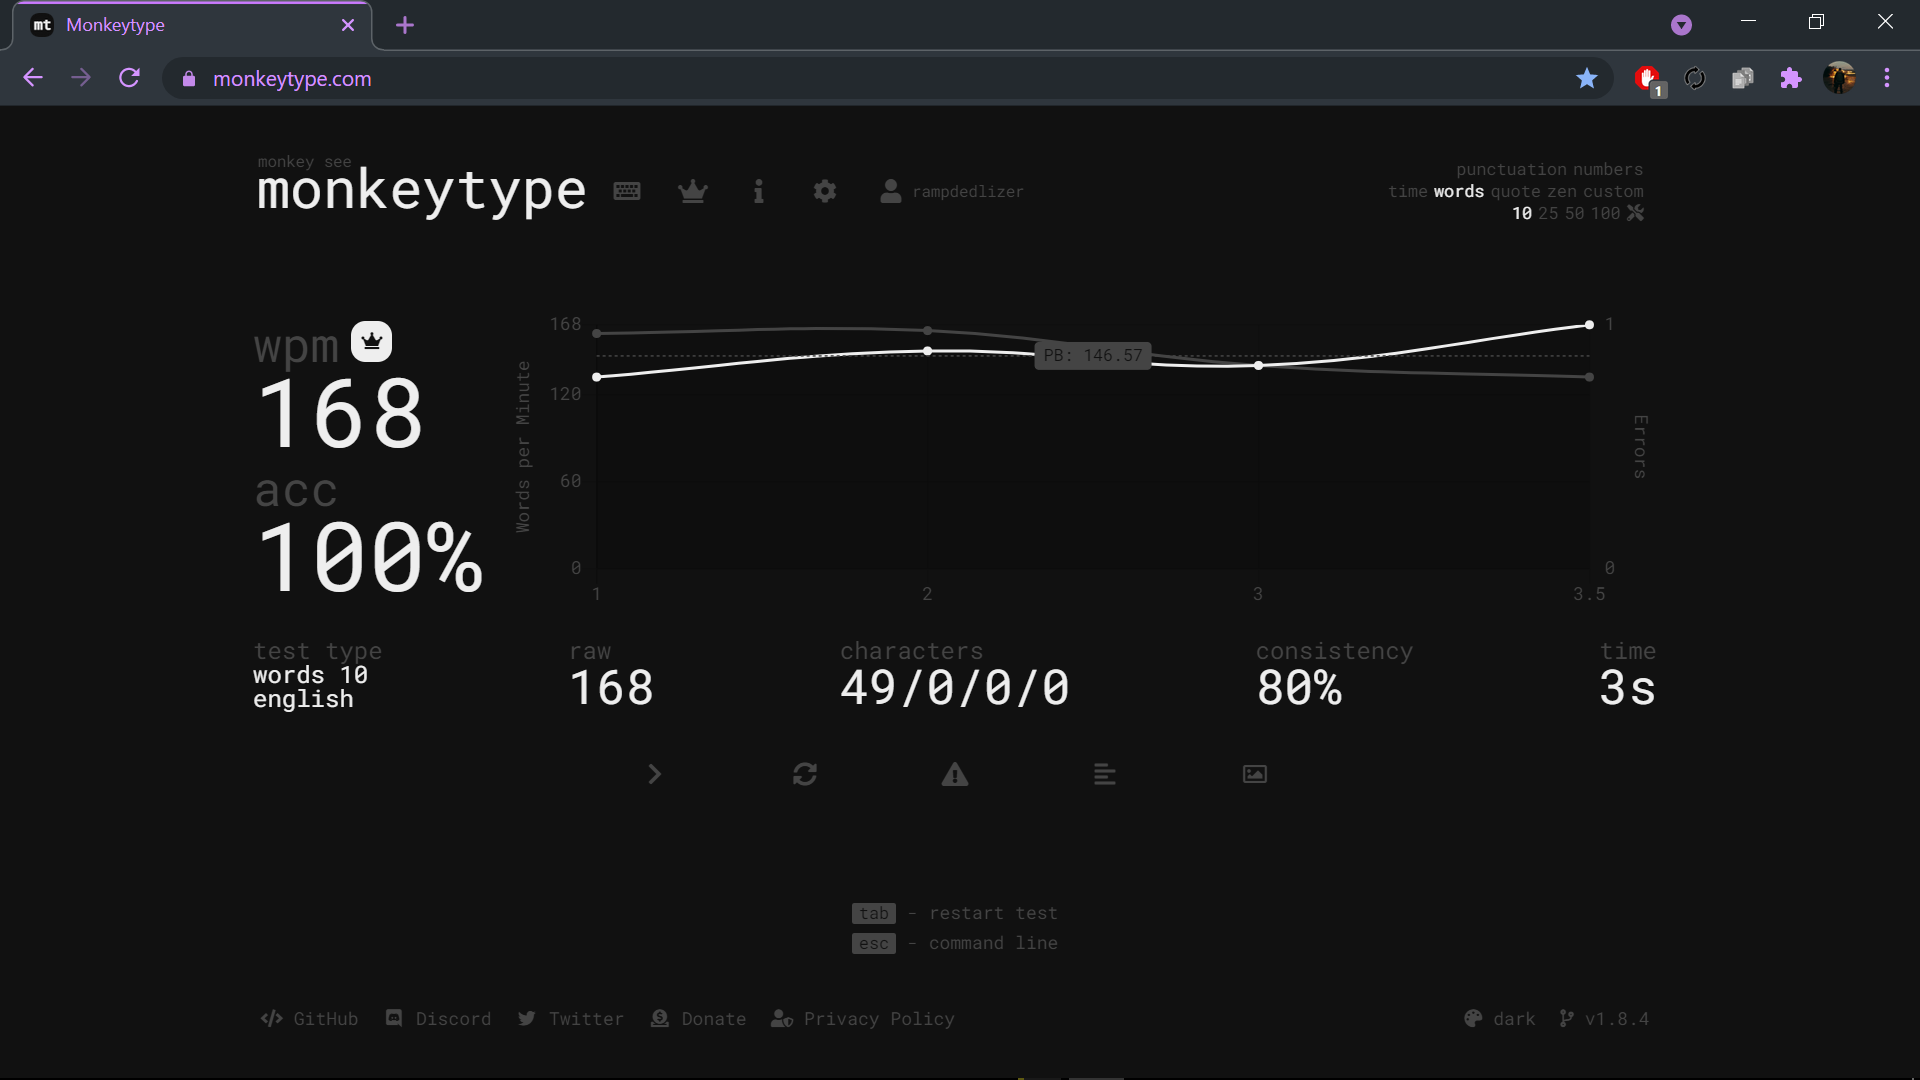 mt Monkeytype
monkeytype.com
1
monkey see
monkeytype
rampdedlizer
punctuation numbers
time words quote zen custom
10 25 50 100
wpm
168
acc
100%
Words per Minute
168
120
60
0
PB: 146.57
1
0
Errors
1 2 3 3.5
test type
words 10
english
raw
168
characters
49/0/0/0
consistency
80%
time
3s
tab - restart test
esc - command line
GitHub Discord Twitter Donate Privacy Policy
dark v1.8.4